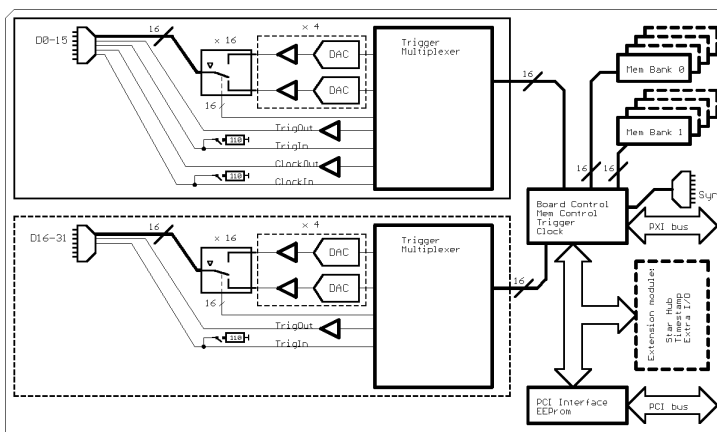 D0-15
16
× 16
16
× 4
DAC
DAC
TrigOut
110
TrigIn
ClockOut
110
ClockIn
Trigger
Multiplexer
16
Mem Bank 0
Mem Bank 1
16
16
Board Control
Mem Control
Trigger
Clock
Syn
PXI bus
D16-31
16
× 16
16
× 4
DAC
DAC
TrigOut
110
TrigIn
Trigger
Multiplexer
16
Extension module:
Star Hub
Timestamp
Extra I/O
PCI Interface
EEProm
PCI bus